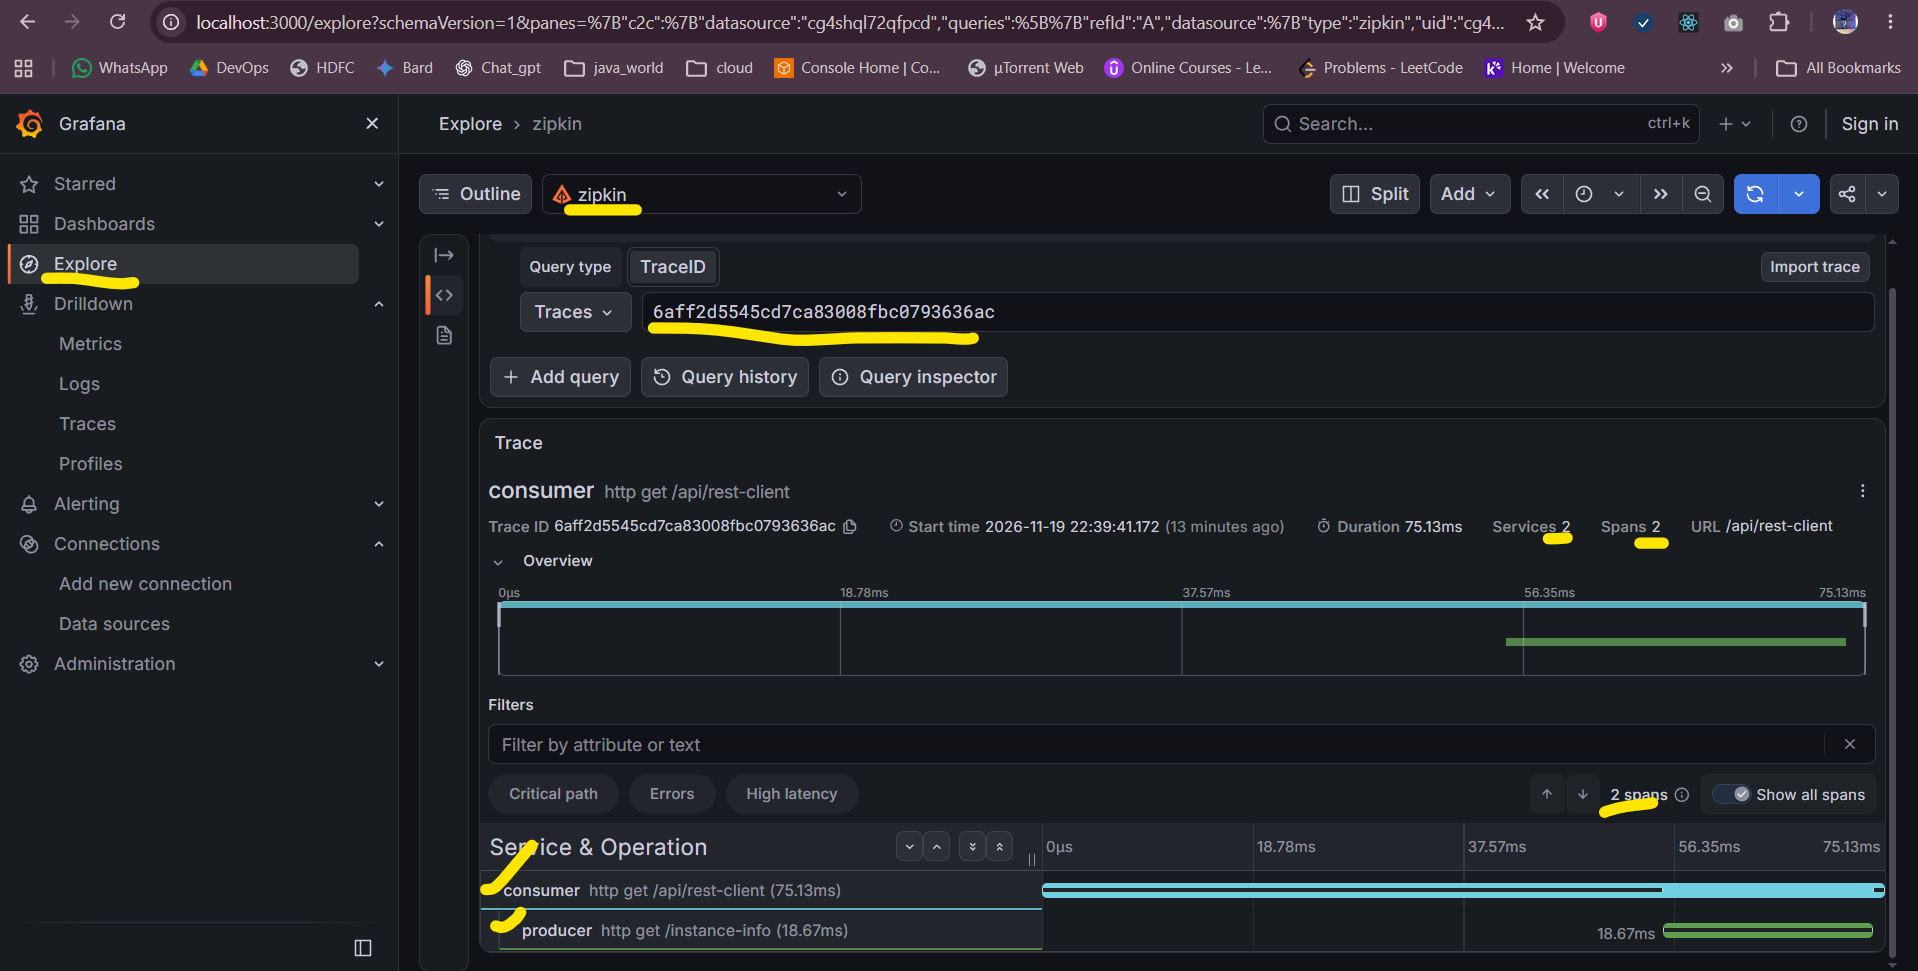 localhost:3000/explore?schemaVersion=1&panes=%7B"c2c":%7B"datasource":"cg4shql72qfpcd","queries":%5B%7B"refId":"A","datasource":%7B"type":"zipkin","uid":"cg4...
WhatsApp DevOps HDFC Bard Chat_gpt java_world cloud Console Home | Co... µTorrent Web Online Courses - Le... Problems - LeetCode Home | Welcome » All Bookmarks
Grafana
Explore › zipkin
Search... ctrl+k
Sign in
Starred
Dashboards
Explore
Drilldown
Metrics
Logs
Traces
Profiles
Alerting
Connections
Add new connection
Data sources
Administration
Outline zipkin Split Add
Query type TraceID Import trace
Traces 6aff2d5545cd7ca83008fbc0793636ac
+ Add query Query history Query inspector
Trace
consumer http get /api/rest-client
Trace ID 6aff2d5545cd7ca83008fbc0793636ac Start time 2026-11-19 22:39:41.172 (13 minutes ago) Duration 75.13ms Services 2 Spans 2 URL /api/rest-client
Overview
0µs 18.78ms 37.57ms 56.35ms 75.13ms
Filters
Filter by attribute or text
Critical path Errors High latency 2 spans Show all spans
Service & Operation 0µs 18.78ms 37.57ms 56.35ms 75.13ms
consumer http get /api/rest-client (75.13ms)
producer http get /instance-info (18.67ms) 18.67ms